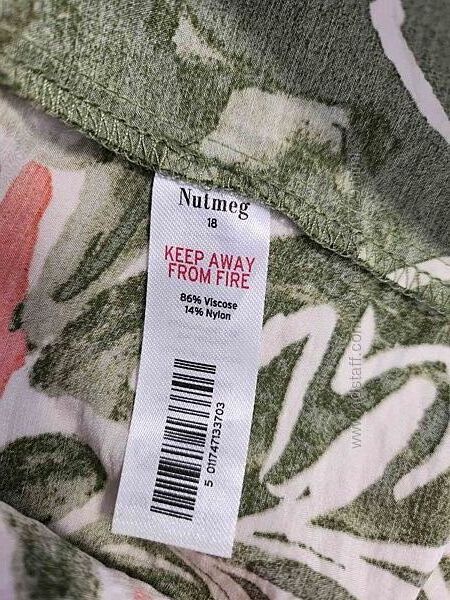 Nutmeg
18
KEEP AWAY
FROM FIRE
86% Viscose
14% Nylon
5 011747133703